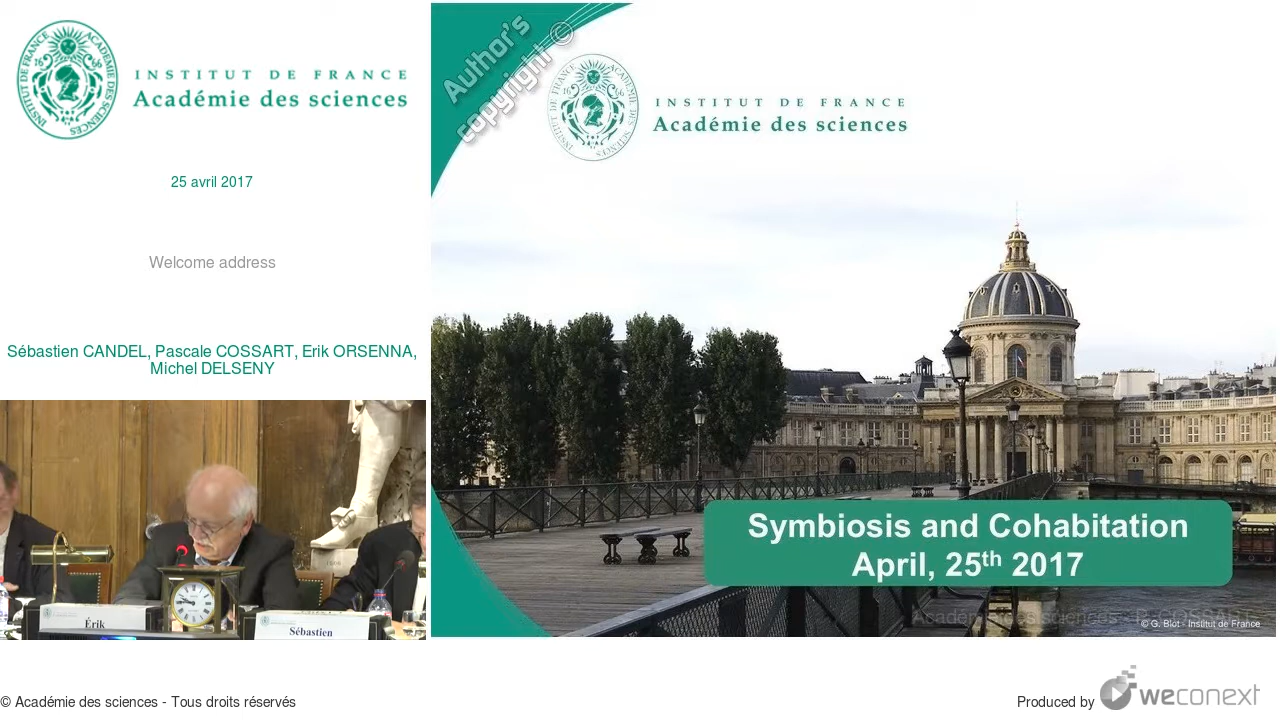 INSTITUT DE FRANCE
Académie des sciences
25 avril 2017
Welcome address
Sébastien CANDEL, Pascale COSSART, Erik ORSENNA,
Michel DELSENY
Érik
Sébastien
Author's
copyright ©
INSTITUT DE FRANCE
Académie des sciences
Symbiosis and Cohabitation
April, 25th 2017
© G. Blot - Institut de France
© Académie des sciences - Tous droits réservés
Produced by weconext